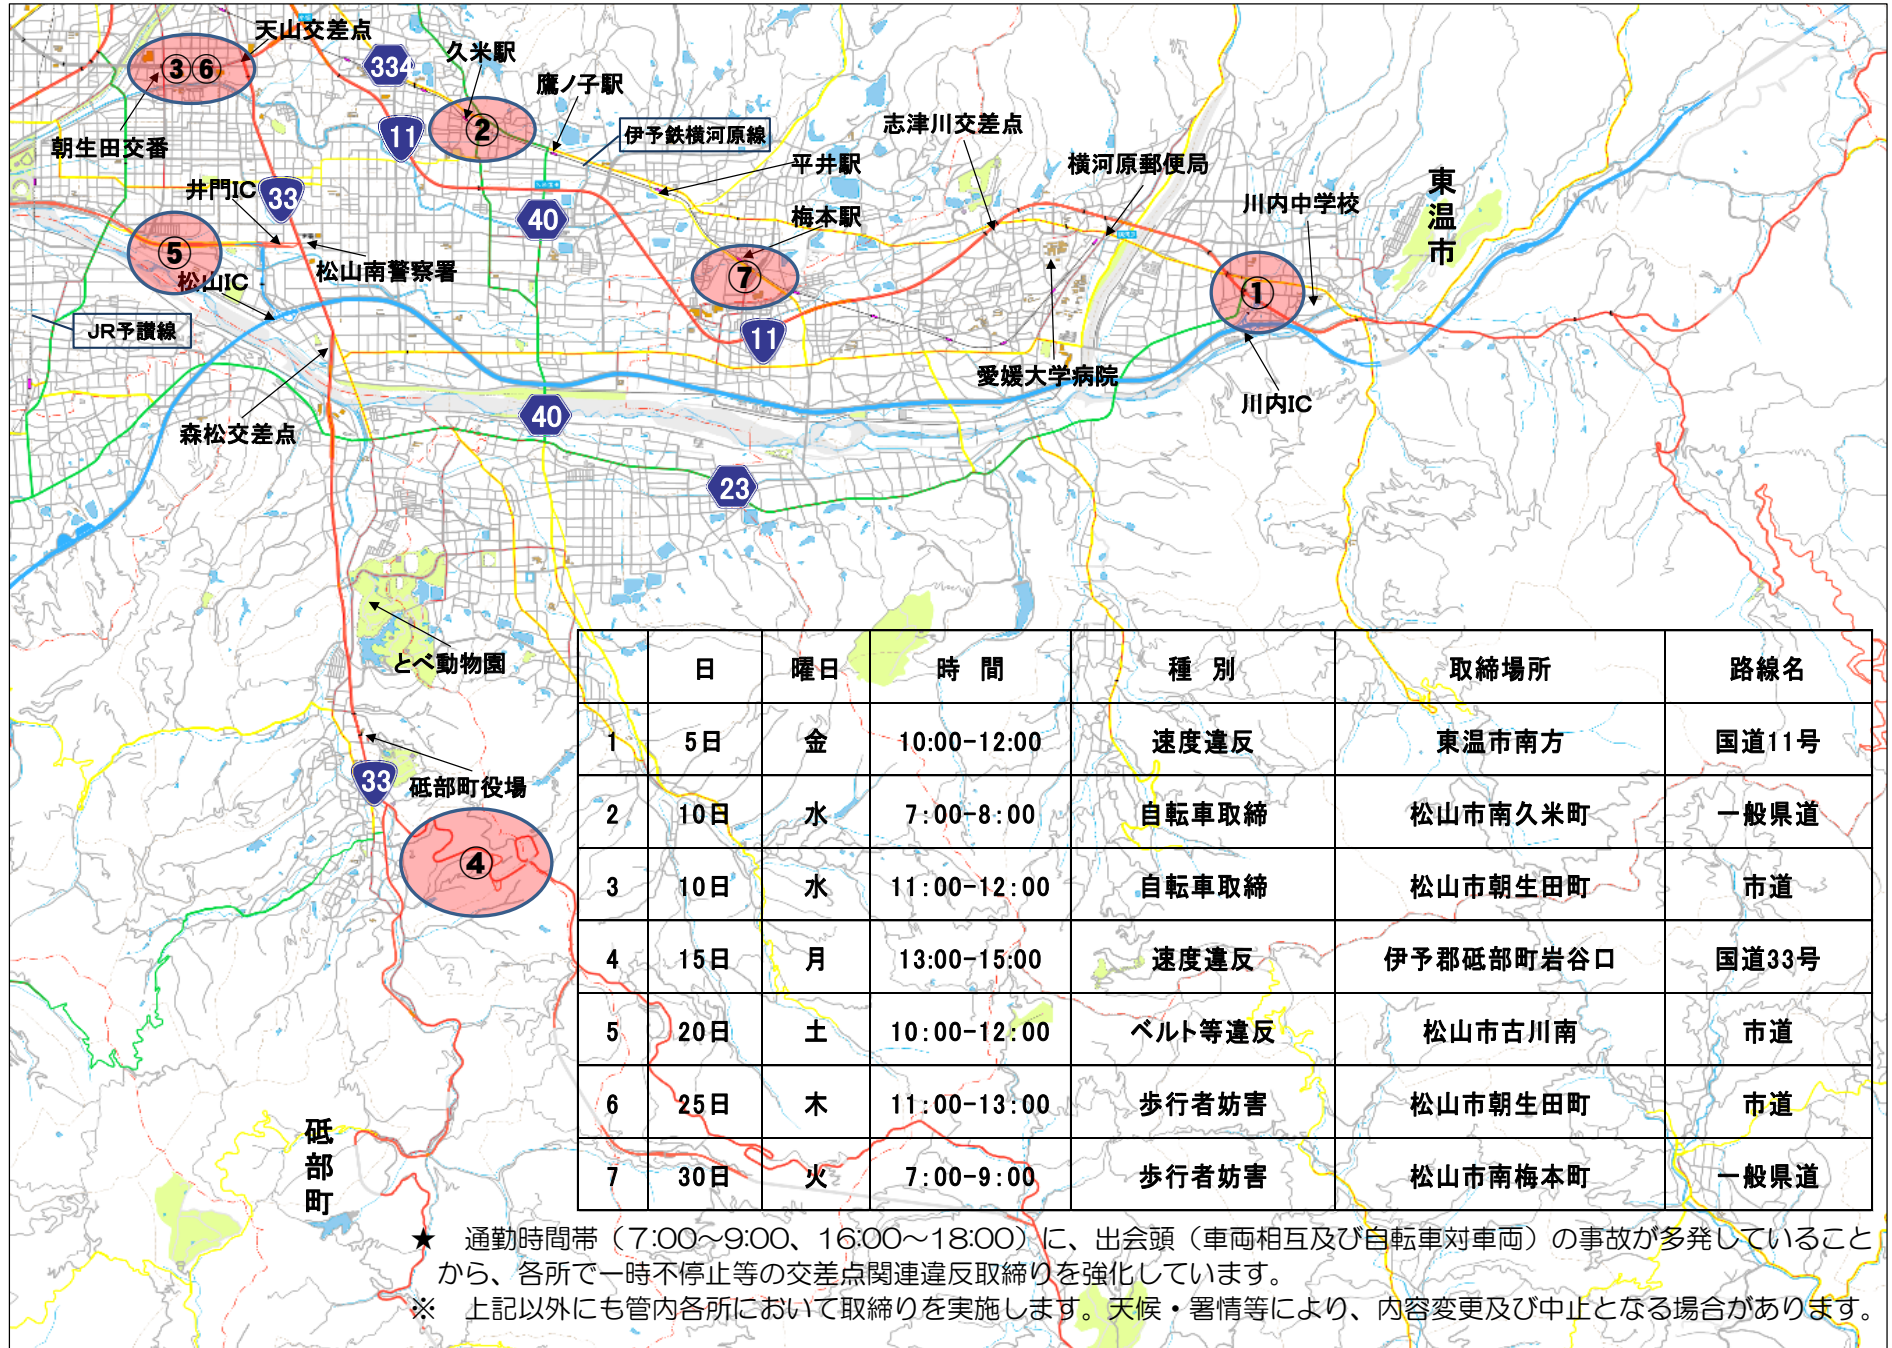 天山交差点
③⑥
334
久米駅
鷹ノ子駅
②
11
伊予鉄横河原線
志津川交差点
朝生田交番
平井駅
横河原郵便局
東温市
井門IC
33
川内中学校
40
梅本駅
⑤
松山南警察署
松山IC
⑦
①
JR予讃線
11
愛媛大学病院
川内IC
40
森松交差点
23
とべ動物園
33
砥部町役場
④
砥部町
日 曜日 時 間 種 別 取締場所 路線名
1 5日 金 10:00-12:00 速度違反 東温市南方 国道11号
2 10日 水 7:00-8:00 自転車取締 松山市南久米町 一般県道
3 10日 水 11:00-12:00 自転車取締 松山市朝生田町 市道
4 15日 月 13:00-15:00 速度違反 伊予郡砥部町岩谷口 国道33号
5 20日 土 10:00-12:00 ベルト等違反 松山市古川南 市道
6 25日 木 11:00-13:00 歩行者妨害 松山市朝生田町 市道
7 30日 火 7:00-9:00 歩行者妨害 松山市南梅本町 一般県道
★ 通勤時間帯（7:00～9:00、16:00～18:00）に、出会頭（車両相互及び自転車対車両）の事故が多発していること
から、各所で一時不停止等の交差点関連違反取締りを強化しています。
※ 上記以外にも管内各所において取締りを実施します。天候・署情等により、内容変更及び中止となる場合があります。